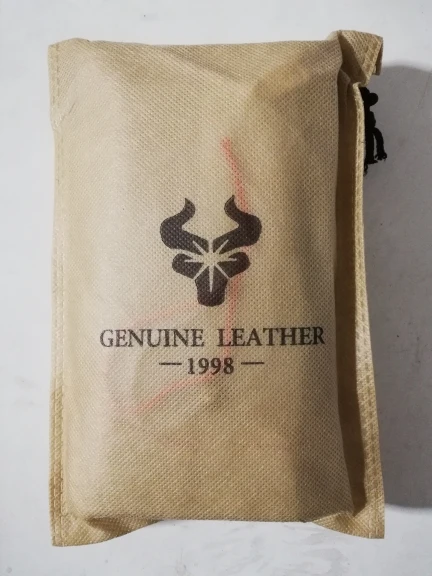 GENUINE LEATHER
— 1998 —